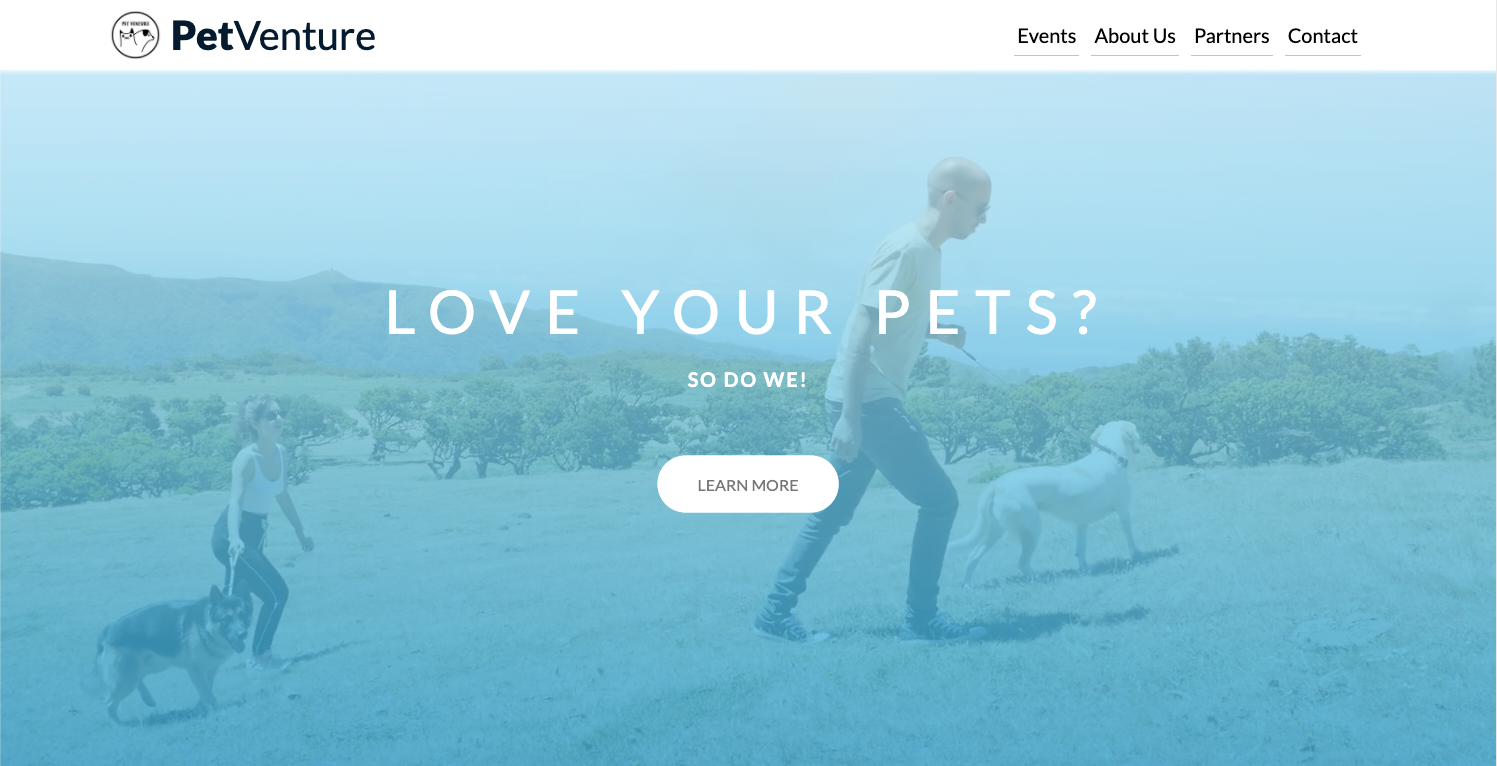 PET VENTURE
PetVenture
Events About Us Partners Contact
LOVE YOUR PETS?
SO DO WE!
LEARN MORE